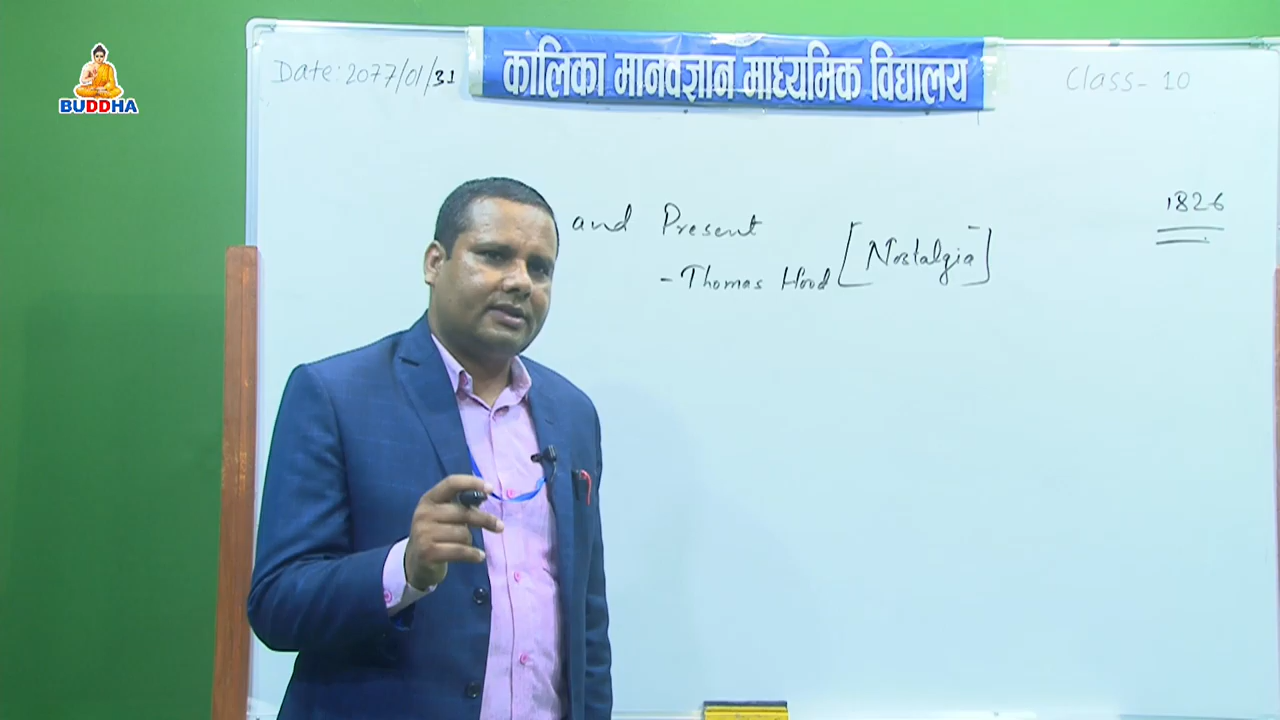 BUDDHA
Date: 2077/01/31
कालिका मानवज्ञान माध्यमिक विद्यालय
Class- 10
1826
and Present
[Nostalgia]
-Thomas Hood